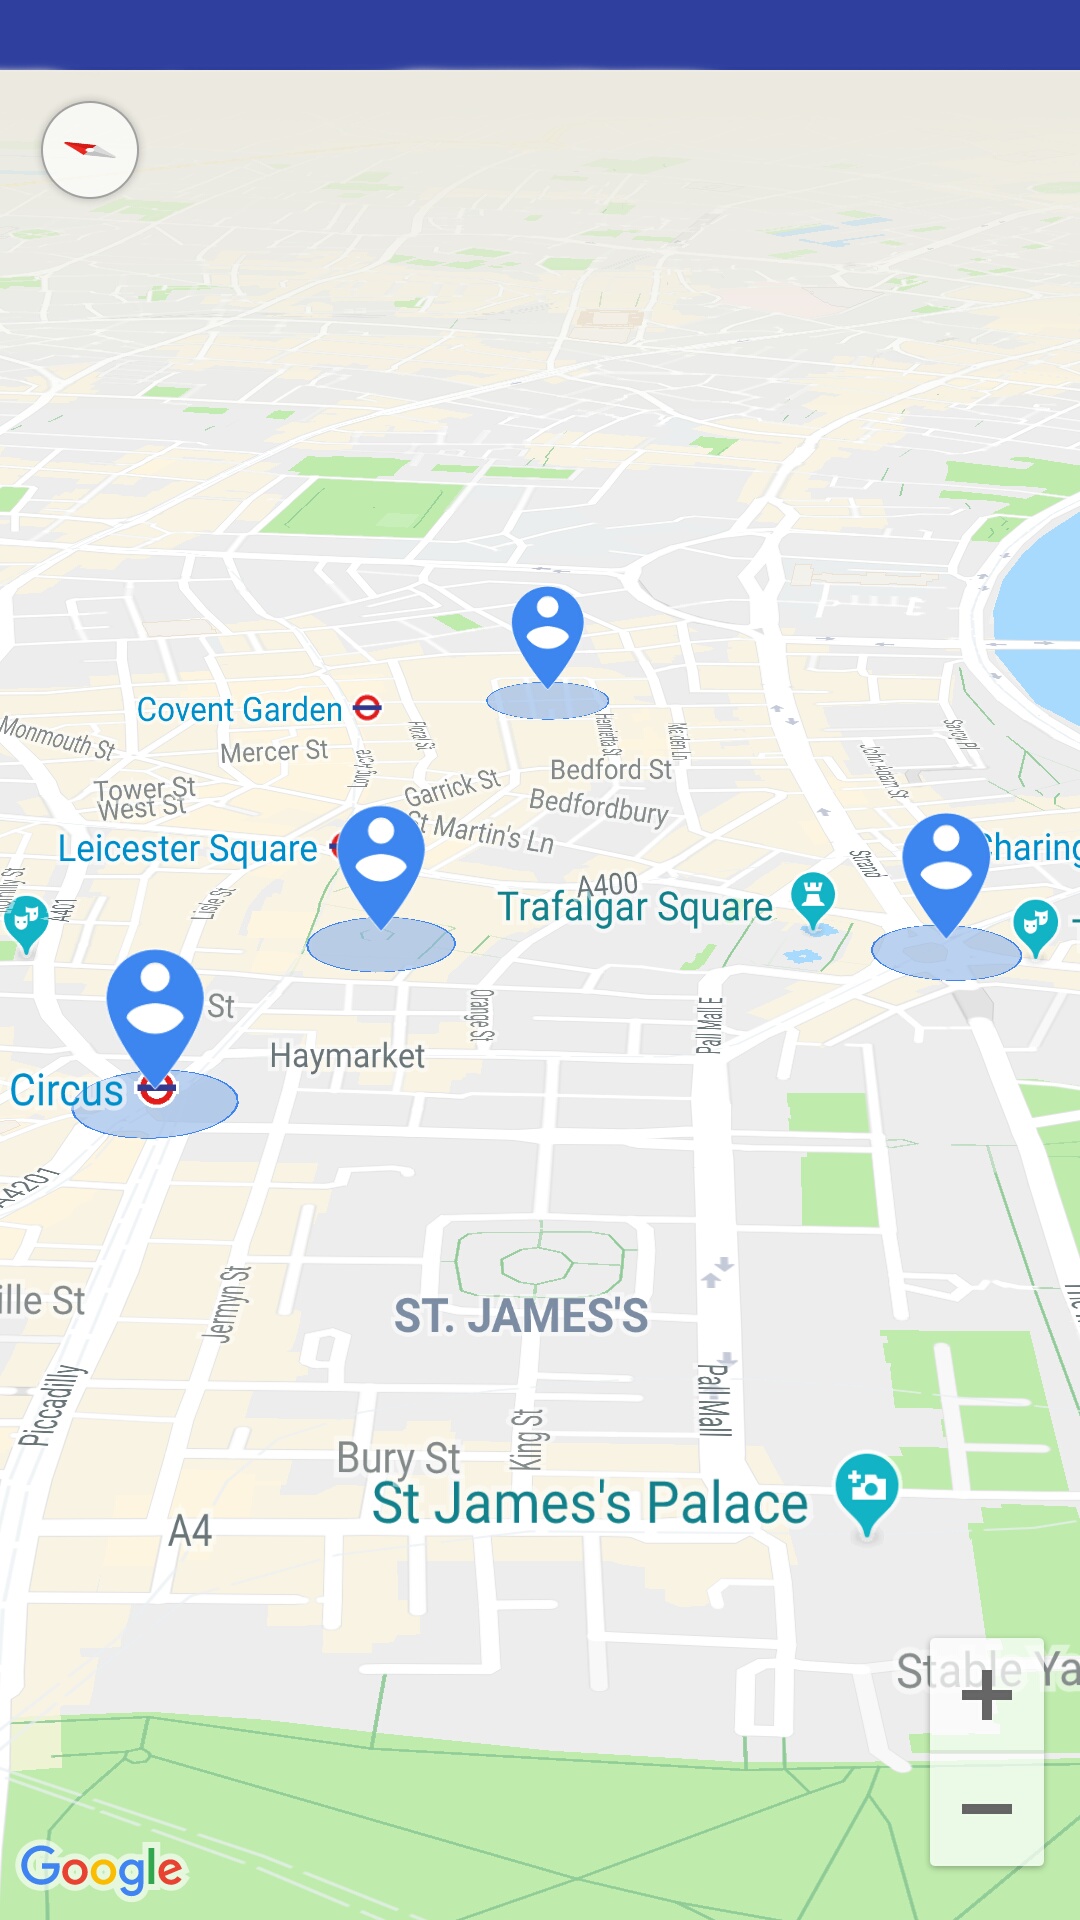 Covent Garden
Monmouth St
Mercer St
Floral St
Long Acre
Henrietta St
Maiden Ln
Savoy Pl
John Adam St
Tower St
West St
Garrick St
Bedford St
Bedfordbury
St Martin's Ln
Leicester Square
Strand
Charing
A400
Trafalgar Square
Lisle St
A401
St
Orange St
Pall Mall E
Haymarket
Circus
A4201
ille St
Jermyn St
ST. JAMES'S
Piccadilly
Pall Mall
King St
Bury St
St James's Palace
A4
Stable Ya
Google